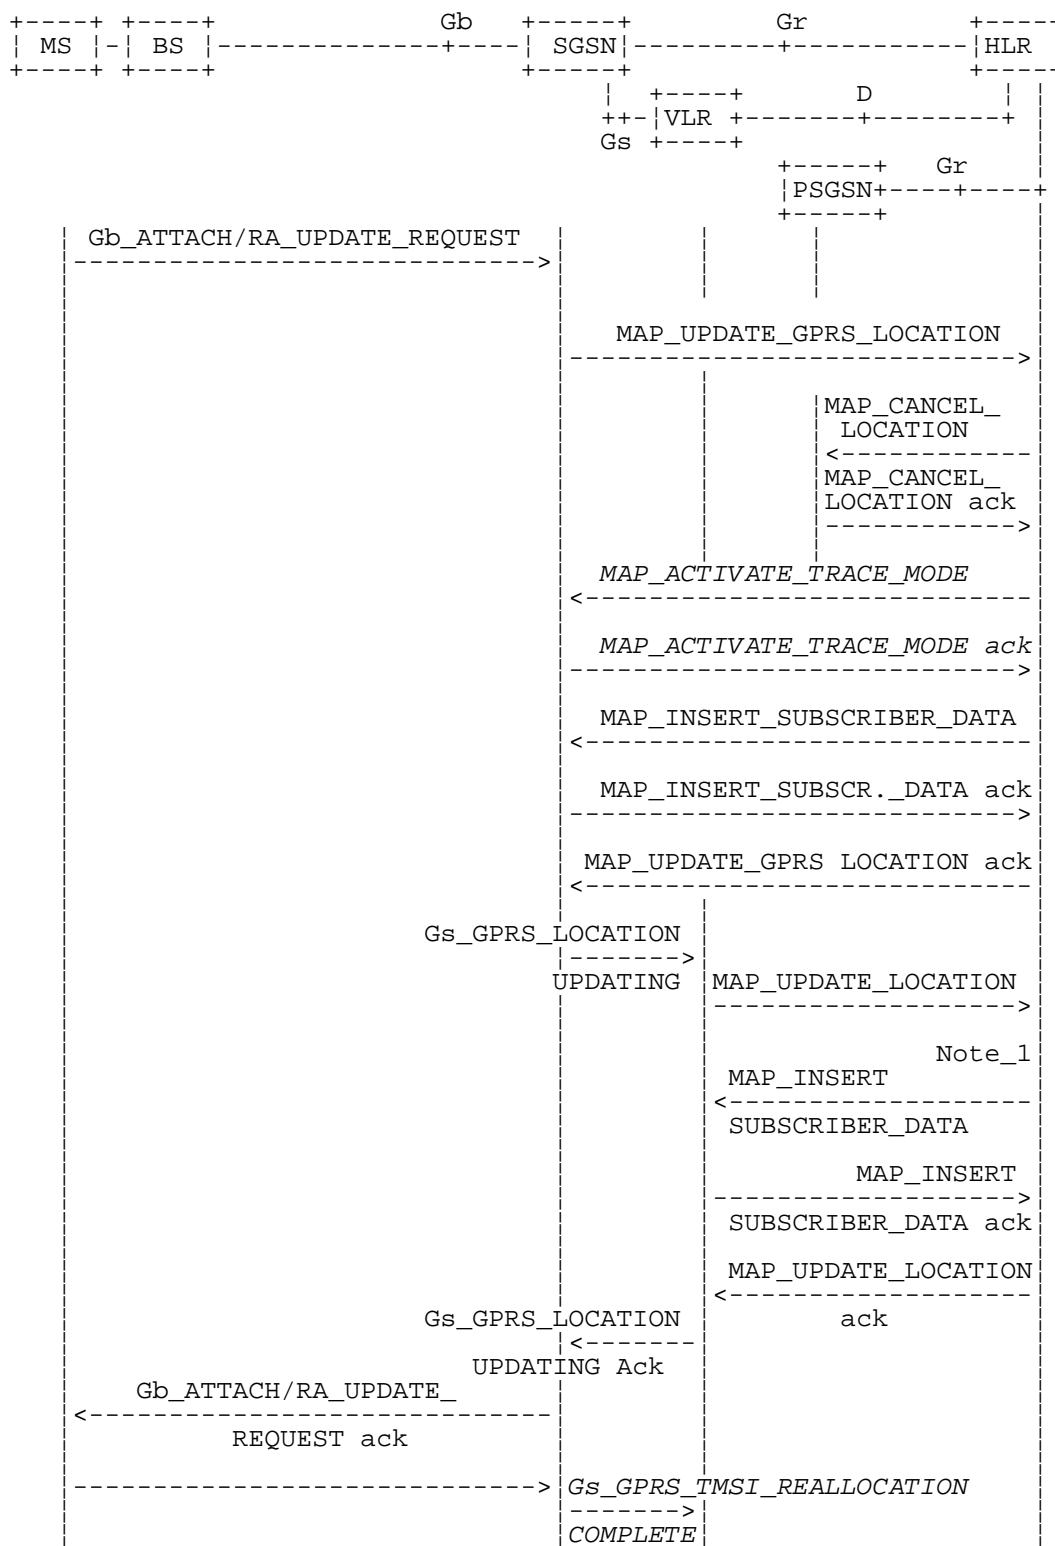 Gb Gr
MS BS SGSN HLR
D
VLR
Gs
Gr
PSGSN
Gb_ATTACH/RA_UPDATE_REQUEST
MAP_UPDATE_GPRS_LOCATION
MAP_CANCEL_
LOCATION
MAP_CANCEL_
LOCATION ack
MAP_ACTIVATE_TRACE_MODE
MAP_ACTIVATE_TRACE_MODE ack
MAP_INSERT_SUBSCRIBER_DATA
MAP_INSERT_SUBSCR._DATA ack
MAP_UPDATE_GPRS LOCATION ack
Gs_GPRS_LOCATION
UPDATING MAP_UPDATE_LOCATION
Note_1
MAP_INSERT
SUBSCRIBER_DATA
MAP_INSERT
SUBSCRIBER_DATA ack
MAP_UPDATE_LOCATION
Gs_GPRS_LOCATION ack
UPDATING Ack
Gb_ATTACH/RA_UPDATE_
REQUEST ack
Gs_GPRS_TMSI_REALLOCATION
COMPLETE